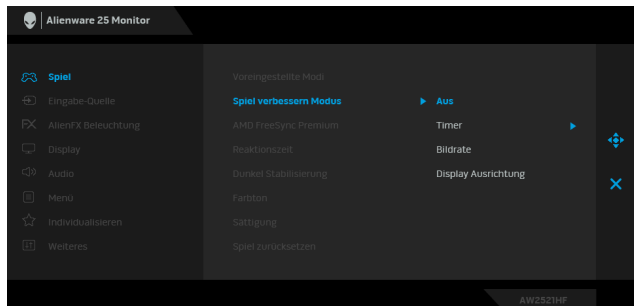 Alienware 25 Monitor
Spiel
Eingabe-Quelle
AlienFX Beleuchtung
Display
Audio
Menü
Individualisieren
Weiteres
Voreingestellte Modi
Spiel verbessern Modus
AMD FreeSync Premium
Reaktionszeit
Dunkel Stabilisierung
Farbton
Sättigung
Spiel zurücksetzen
Aus
Timer
Bildrate
Display Ausrichtung
AW2521HF